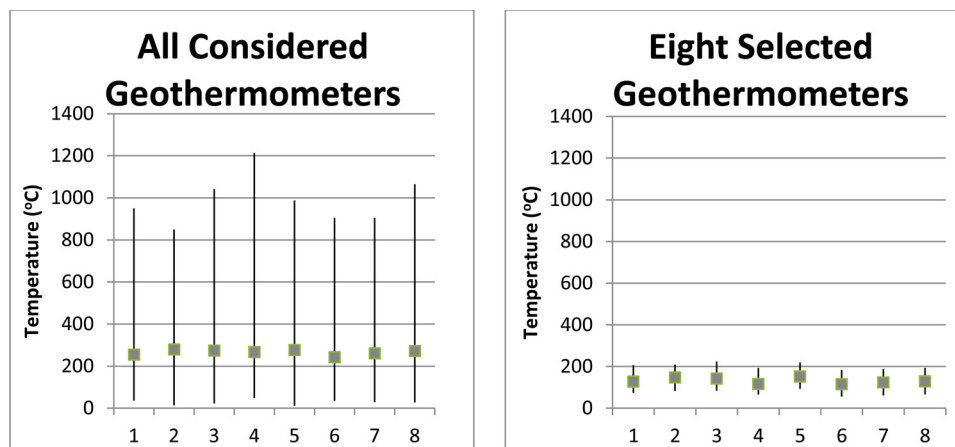 All Considered
Geothermometers
Temperature (ºC)
1400
1200
1000
800
600
400
200
0
1 2 3 4 5 6 7 8
Eight Selected
Geothermometers
Temperature (ºC)
1400
1200
1000
800
600
400
200
0
1 2 3 4 5 6 7 8